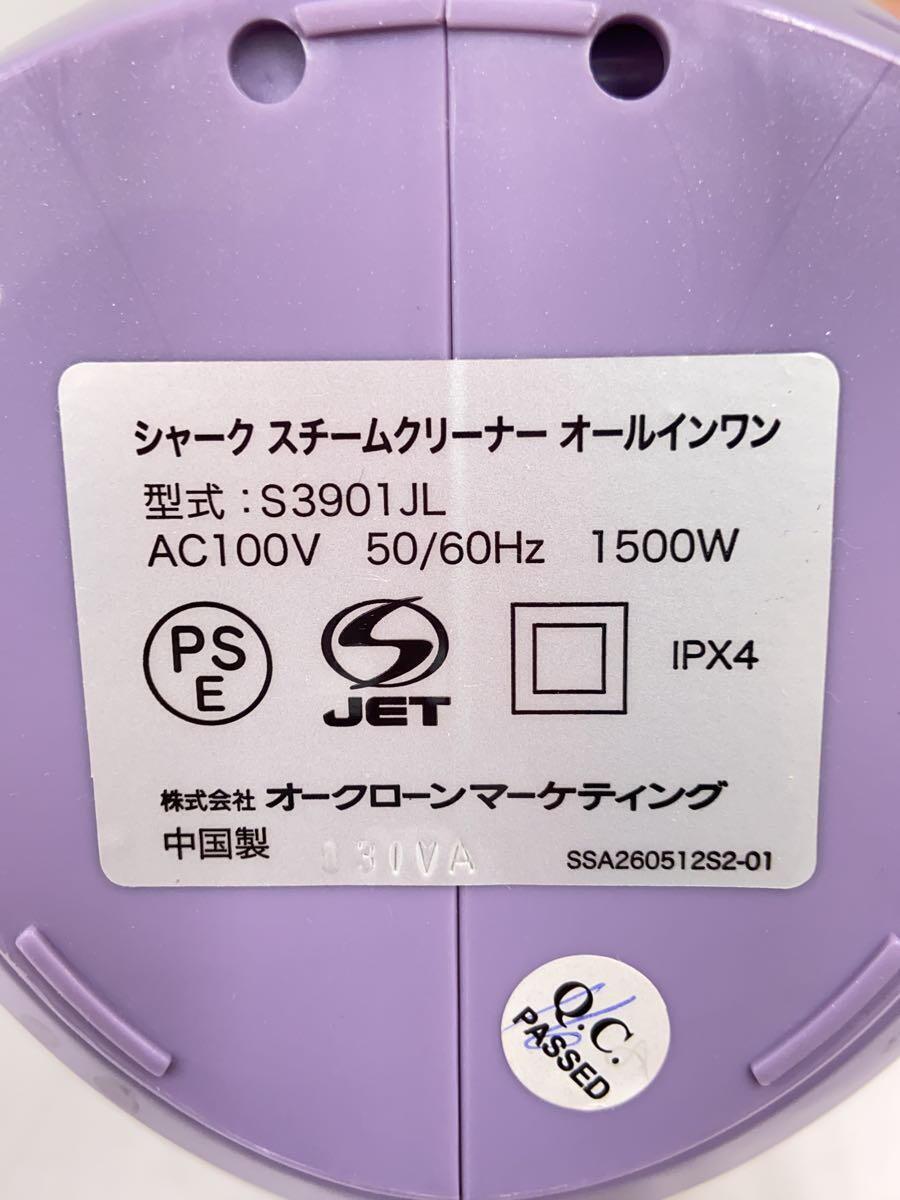 シャーク スチームクリーナー オールインワン
型式：S3901JL
AC100V 50/60Hz 1500W
PS
E
JET
IPX4
株式会社 オークローンマーケティング
中国製
SSA260512S2-01
Q.C.
PASSED